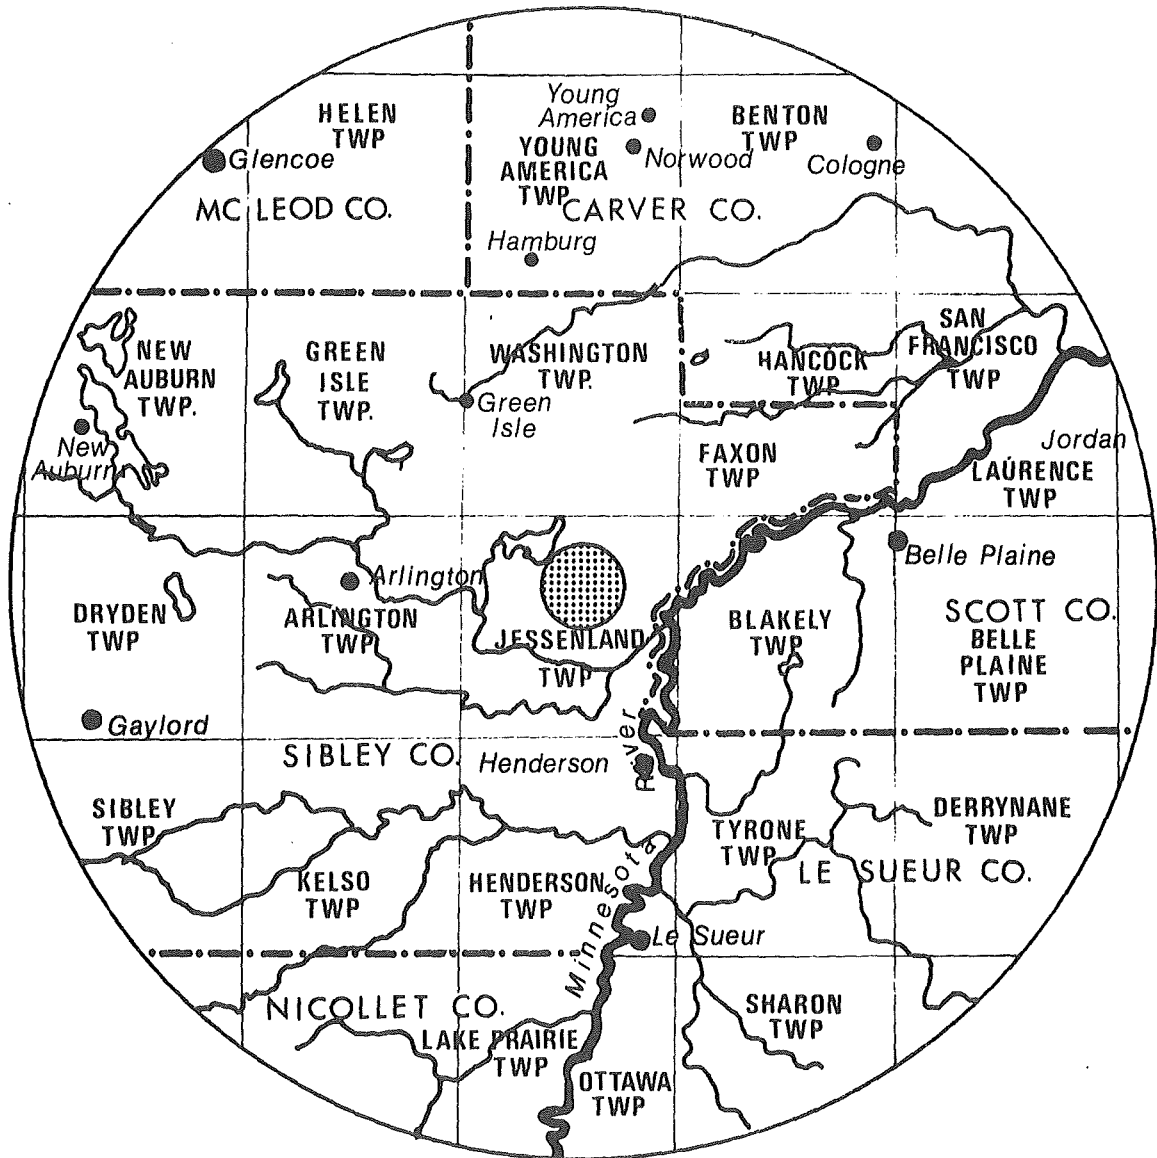 HELEN
TWP
Glencoe
MC LEOD CO.
Young
America
YOUNG
AMERICA
TWP
Norwood
BENTON
TWP
Cologne
CARVER CO.
Hamburg
NEW
AUBURN
TWP.
New
Auburn
GREEN
ISLE
TWP.
WASHINGTON
TWP.
Green
Isle
HANCOCK
TWP
SAN
FRANCISCO
TWP
FAXON
TWP
Jordan
LAURENCE
TWP
Belle Plaine
SCOTT CO.
BELLE
PLAINE
TWP
DRYDEN
TWP
Arlington
ARLINGTON
TWP
JESSENLAND
TWP
BLAKELY
TWP
Gaylord
SIBLEY CO.
Henderson
Minnesota River
SIBLEY
TWP
KELSO
TWP
HENDERSON
TWP
TYRONE
TWP
DERRYNANE
TWP
LE SUEUR CO.
Le Sueur
NICOLLET CO.
LAKE PRAIRIE
TWP
OTTAWA
TWP
SHARON
TWP